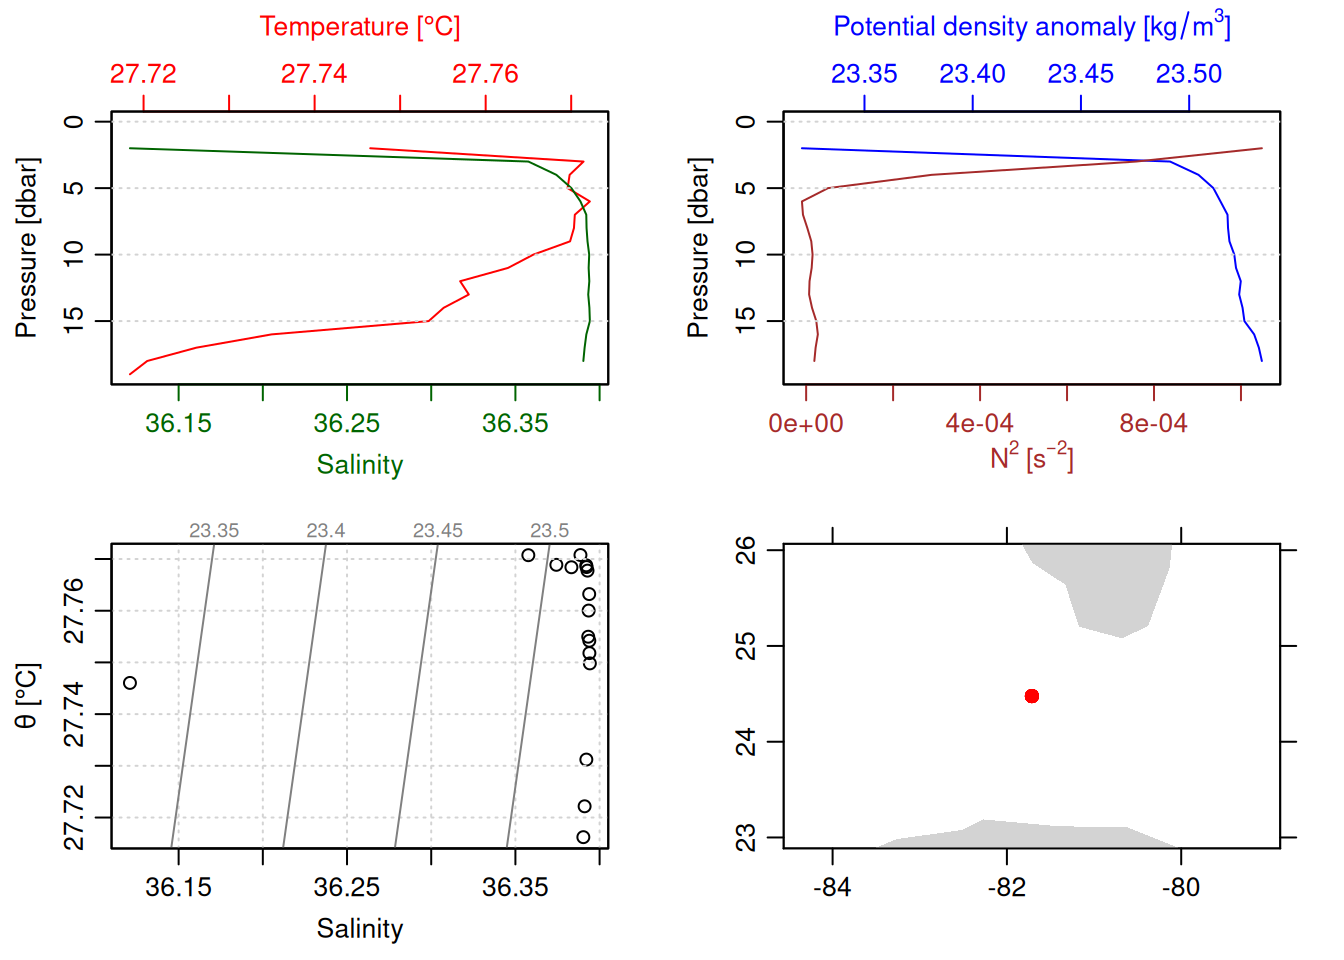 Temperature [°C]
27.72 27.74 27.76
0
5
10
15
Pressure [dbar]
36.15 36.25 36.35
Salinity
Potential density anomaly [kg/m³]
23.35 23.40 23.45 23.50
0
5
10
15
Pressure [dbar]
0e+00 4e-04 8e-04
N² [s⁻²]
23.35 23.4 23.45 23.5
27.76
27.74
27.72
θ [°C]
36.15 36.25 36.35
Salinity
26
25
24
23
-84 -82 -80